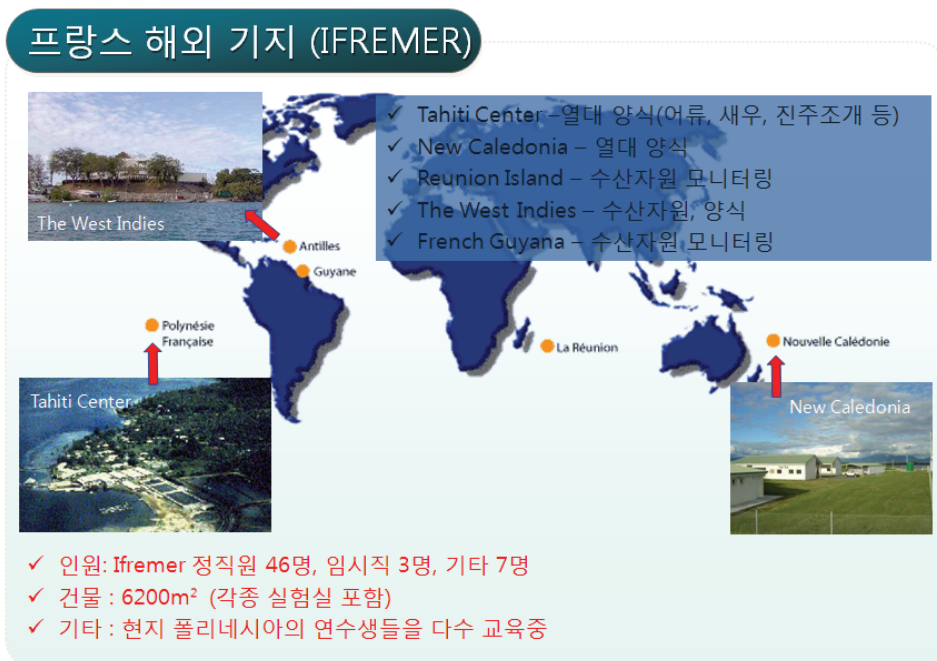 프랑스 해외 기지 (IFREMER)
✓ Tahiti Center –열대 양식(어류, 새우, 진주조개 등)
✓ New Caledonia – 열대 양식
✓ Reunion Island – 수산자원 모니터링
✓ The West Indies – 수산자원, 양식
✓ French Guyana – 수산자원 모니터링
The West Indies
Antilles
Guyane
Polynésie
Française
La Réunion
Nouvelle Calédonie
Tahiti Center
New Caledonia
✓ 인원: Ifremer 정직원 46명, 임시직 3명, 기타 7명
✓ 건물 : 6200m² (각종 실험실 포함)
✓ 기타 : 현지 폴리네시아의 연수생들을 다수 교육중